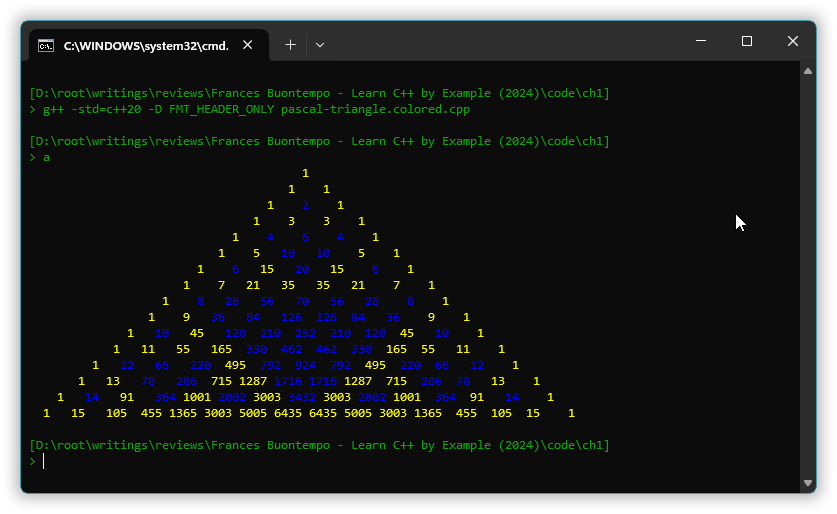 C:\WINDOWS\system32\cmd.
[D:\root\writings\reviews\Frances Buontempo - Learn C++ by Example (2024)\code\ch1]
> g++ -std=c++20 -D FMT_HEADER_ONLY pascal-triangle.colored.cpp
[D:\root\writings\reviews\Frances Buontempo - Learn C++ by Example (2024)\code\ch1]
> a
1
1 1
1 2 1
1 3 3 1
1 4 6 4 1
1 5 10 10 5 1
1 6 15 20 15 6 1
1 7 21 35 35 21 7 1
1 8 28 56 70 56 28 8 1
1 9 36 84 126 126 84 36 9 1
1 10 45 120 210 252 210 120 45 10 1
1 11 55 165 330 462 462 330 165 55 11 1
1 12 66 220 495 792 924 792 495 220 66 12 1
1 13 78 286 715 1287 1716 1716 1287 715 286 78 13 1
1 14 91 364 1001 2002 3003 3432 3003 2002 1001 364 91 14 1
1 15 105 455 1365 3003 5005 6435 6435 5005 3003 1365 455 105 15 1
[D:\root\writings\reviews\Frances Buontempo - Learn C++ by Example (2024)\code\ch1]
>